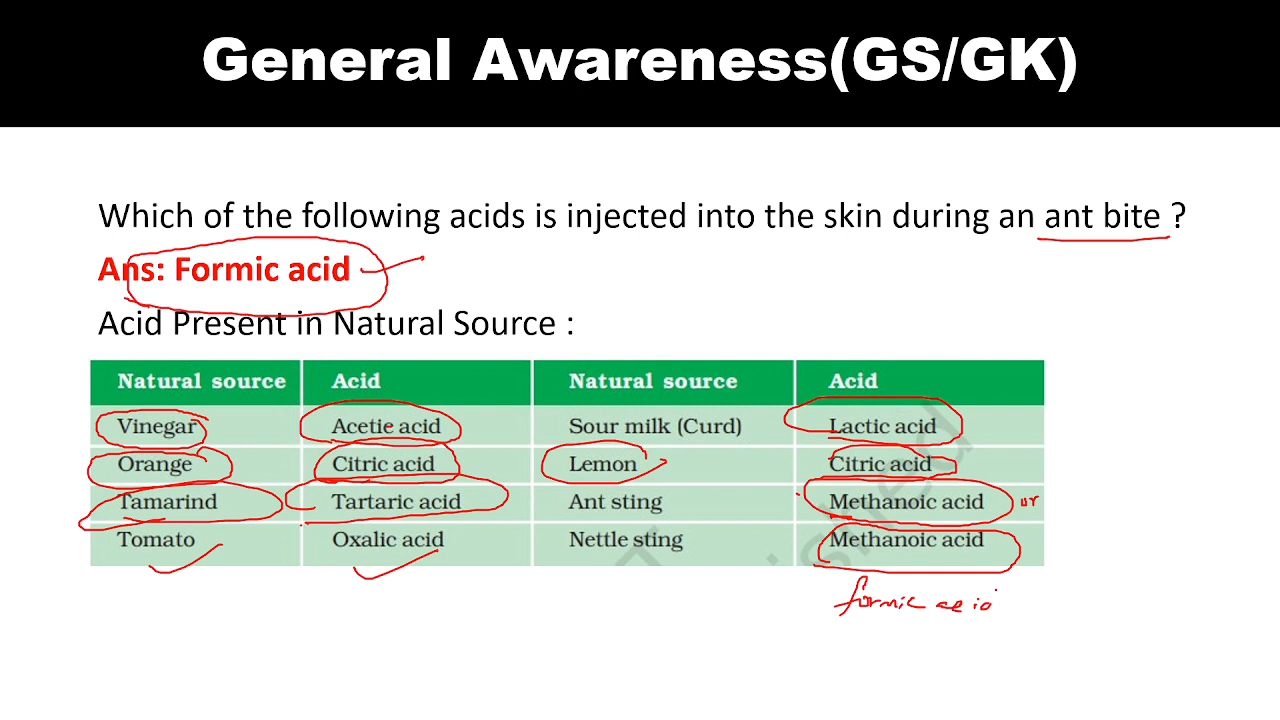 General Awareness(GS/GK)
Which of the following acids is injected into the skin during an ant bite ?
Ans: Formic acid
Acid Present in Natural Source :
Natural source Acid Natural source Acid
Vinegar Acetic acid Sour milk (Curd) Lactic acid
Orange Citric acid Lemon Citric acid
Tamarind Tartaric acid Ant sting Methanoic acid or
Tomato Oxalic acid Nettle sting Methanoic acid
formic acid